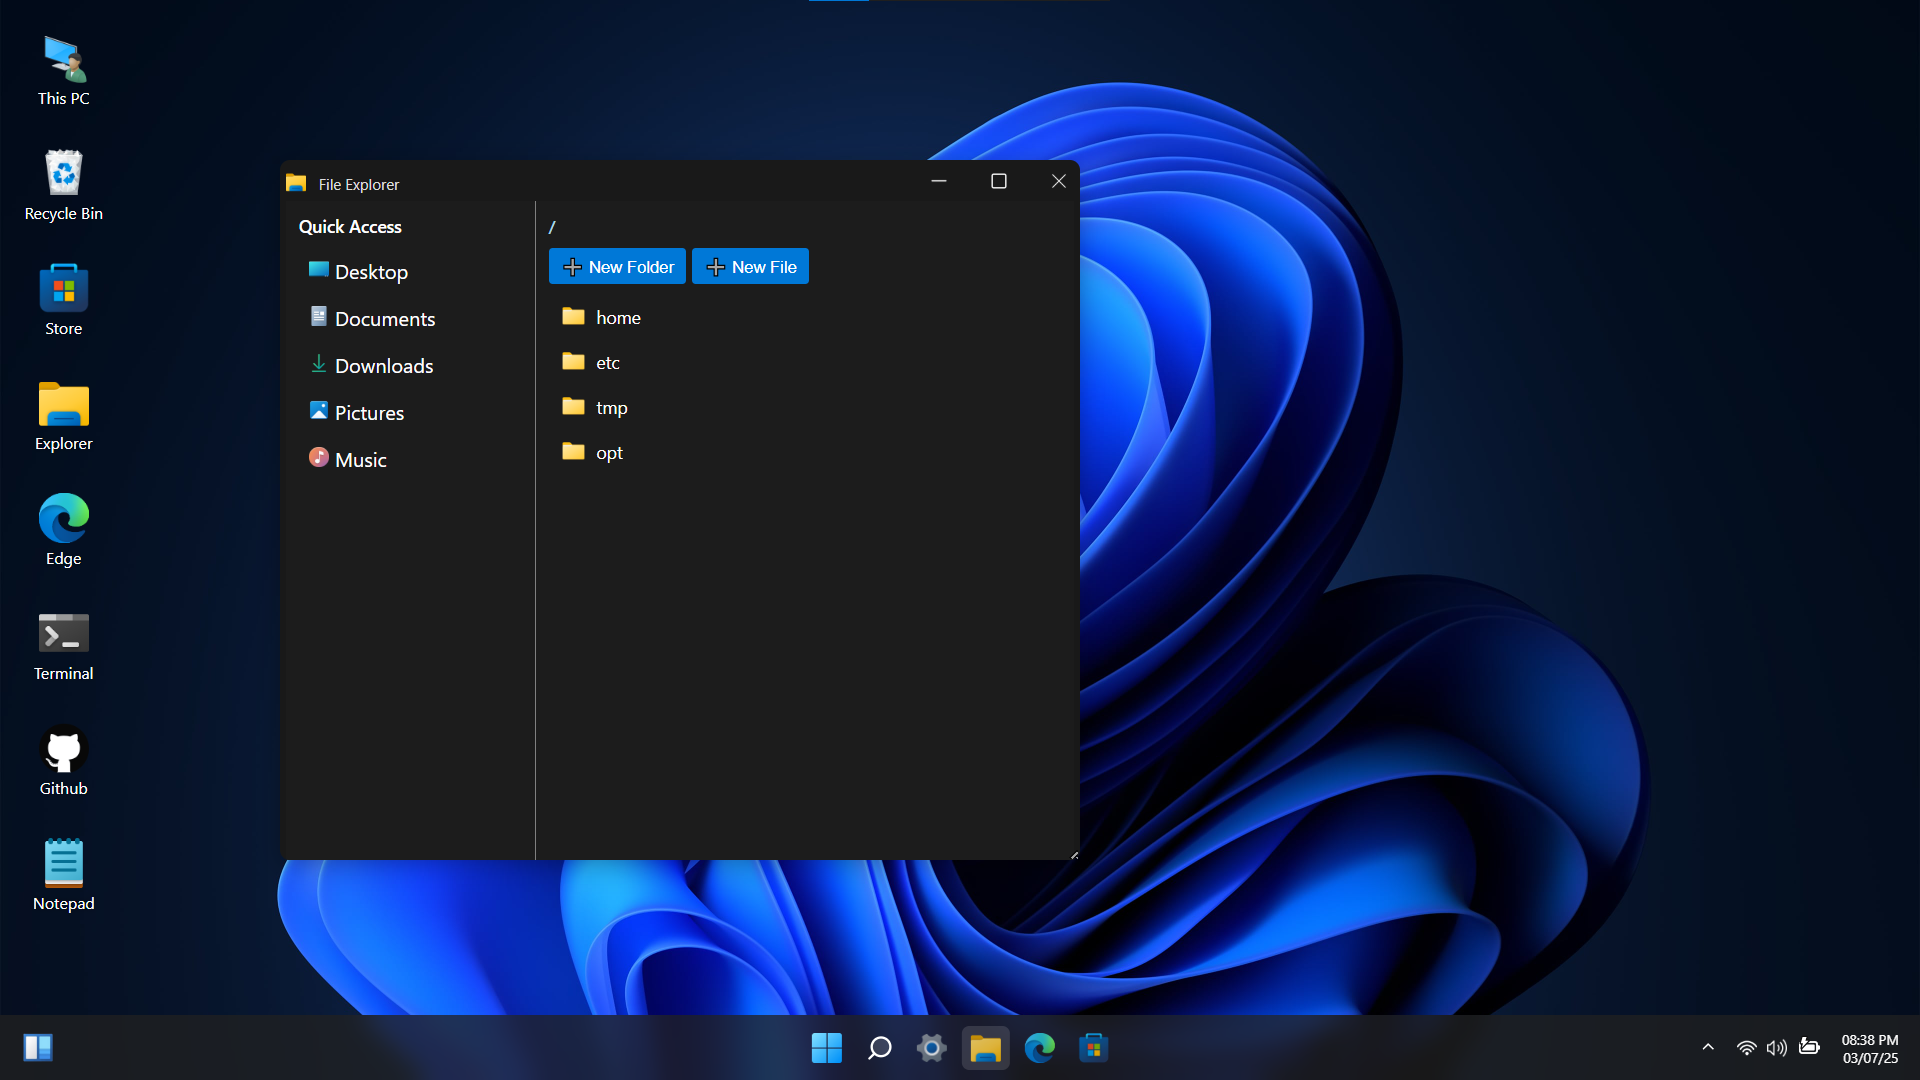 This PC
Recycle Bin
Store
Explorer
Edge
Terminal
Github
Notepad
File Explorer
Quick Access
Desktop
Documents
Downloads
Pictures
Music
/
New Folder
New File
home
etc
tmp
opt
08:38 PM
03/07/25